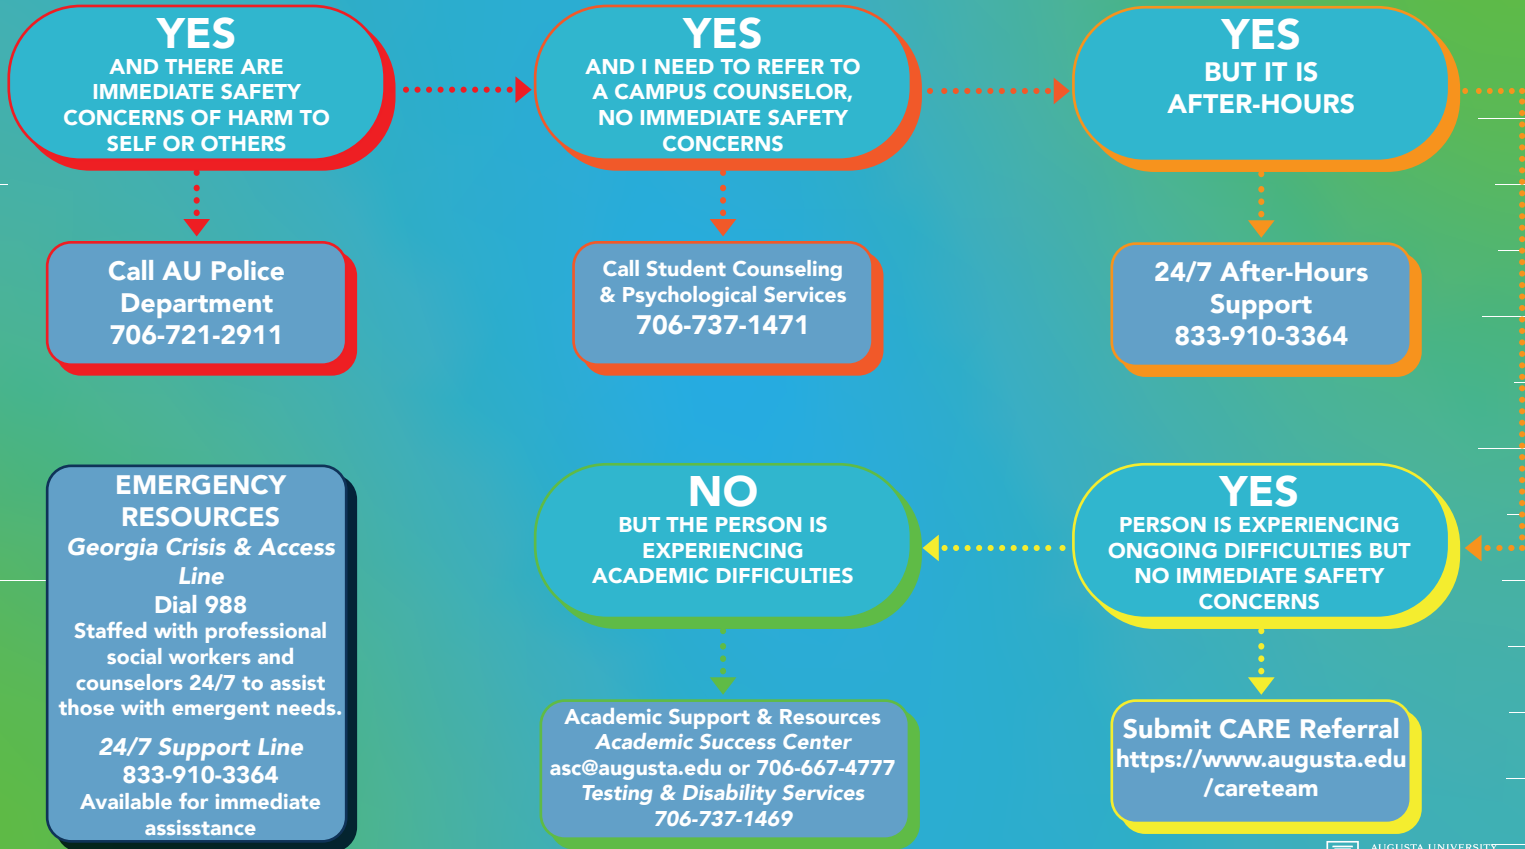 YES
AND THERE ARE
IMMEDIATE SAFETY
CONCERNS OF HARM TO
SELF OR OTHERS
YES
AND I NEED TO REFER TO
A CAMPUS COUNSELOR,
NO IMMEDIATE SAFETY
CONCERNS
YES
BUT IT IS
AFTER-HOURS
Call AU Police
Department
706-721-2911
Call Student Counseling
& Psychological Services
706-737-1471
24/7 After-Hours
Support
833-910-3364
EMERGENCY
RESOURCES
Georgia Crisis & Access
Line
Dial 988
Staffed with professional
social workers and
counselors 24/7 to assist
those with emergent needs.
24/7 Support Line
833-910-3364
Available for immediate
assisstance
NO
BUT THE PERSON IS
EXPERIENCING
ACADEMIC DIFFICULTIES
YES
PERSON IS EXPERIENCING
ONGOING DIFFICULTIES BUT
NO IMMEDIATE SAFETY
CONCERNS
Academic Support & Resources
Academic Success Center
asc@augusta.edu or 706-667-4777
Testing & Disability Services
706-737-1469
Submit CARE Referral
https://www.augusta.edu
/careteam
AUGUSTA UNIVERSITY